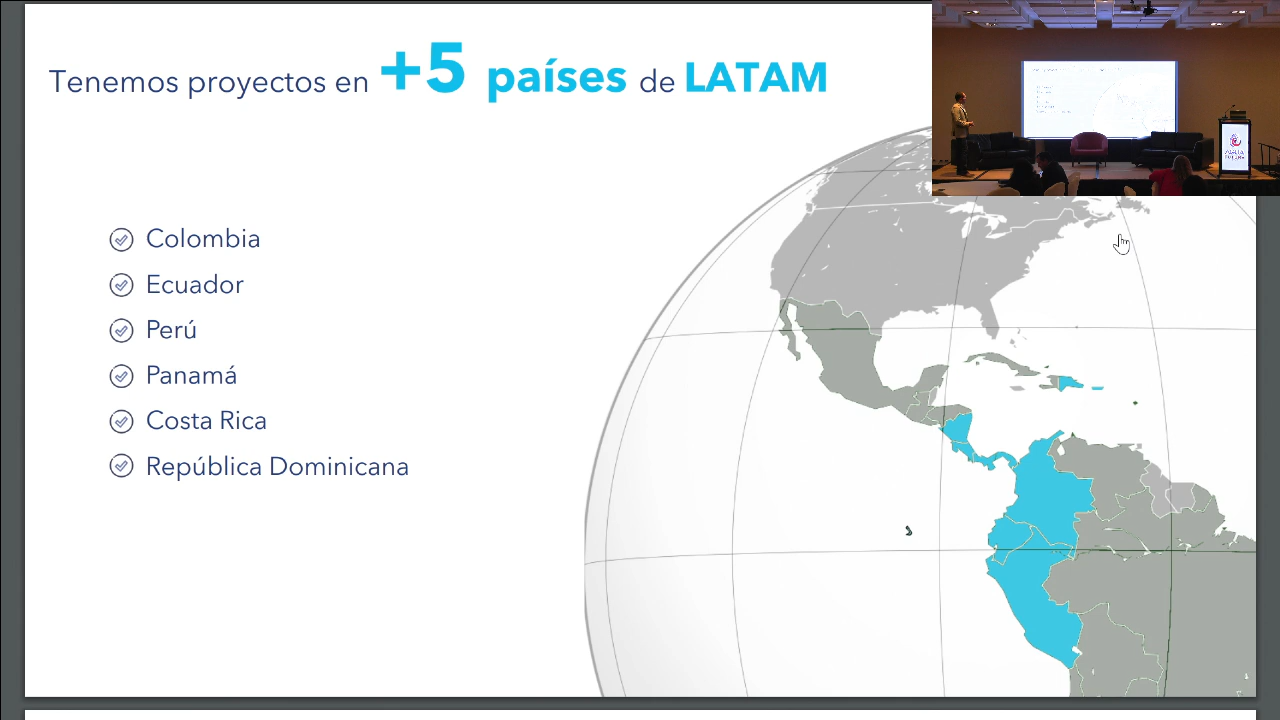 Tenemos proyectos en +5 países de LATAM
Colombia
Ecuador
Perú
Panamá
Costa Rica
República Dominicana